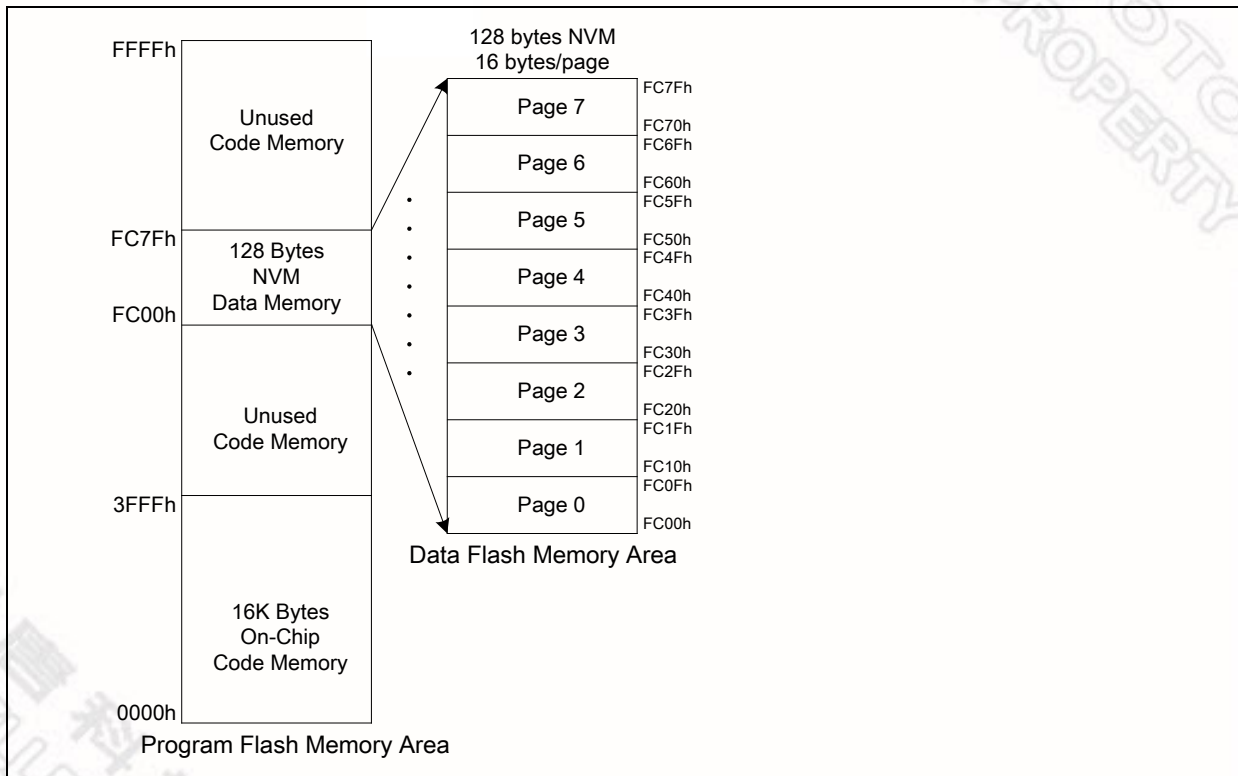 FFFFh
Unused
Code Memory
FC7Fh
128 Bytes
NVM
Data Memory
FC00h
Unused
Code Memory
3FFFh
16K Bytes
On-Chip
Code Memory
0000h
Program Flash Memory Area
128 bytes NVM
16 bytes/page
Page 7
FC7Fh
FC70h
Page 6
FC6Fh
FC60h
Page 5
FC5Fh
FC50h
Page 4
FC4Fh
FC40h
Page 3
FC3Fh
FC30h
Page 2
FC2Fh
FC20h
Page 1
FC1Fh
FC10h
Page 0
FC0Fh
FC00h
Data Flash Memory Area
PROPERTY